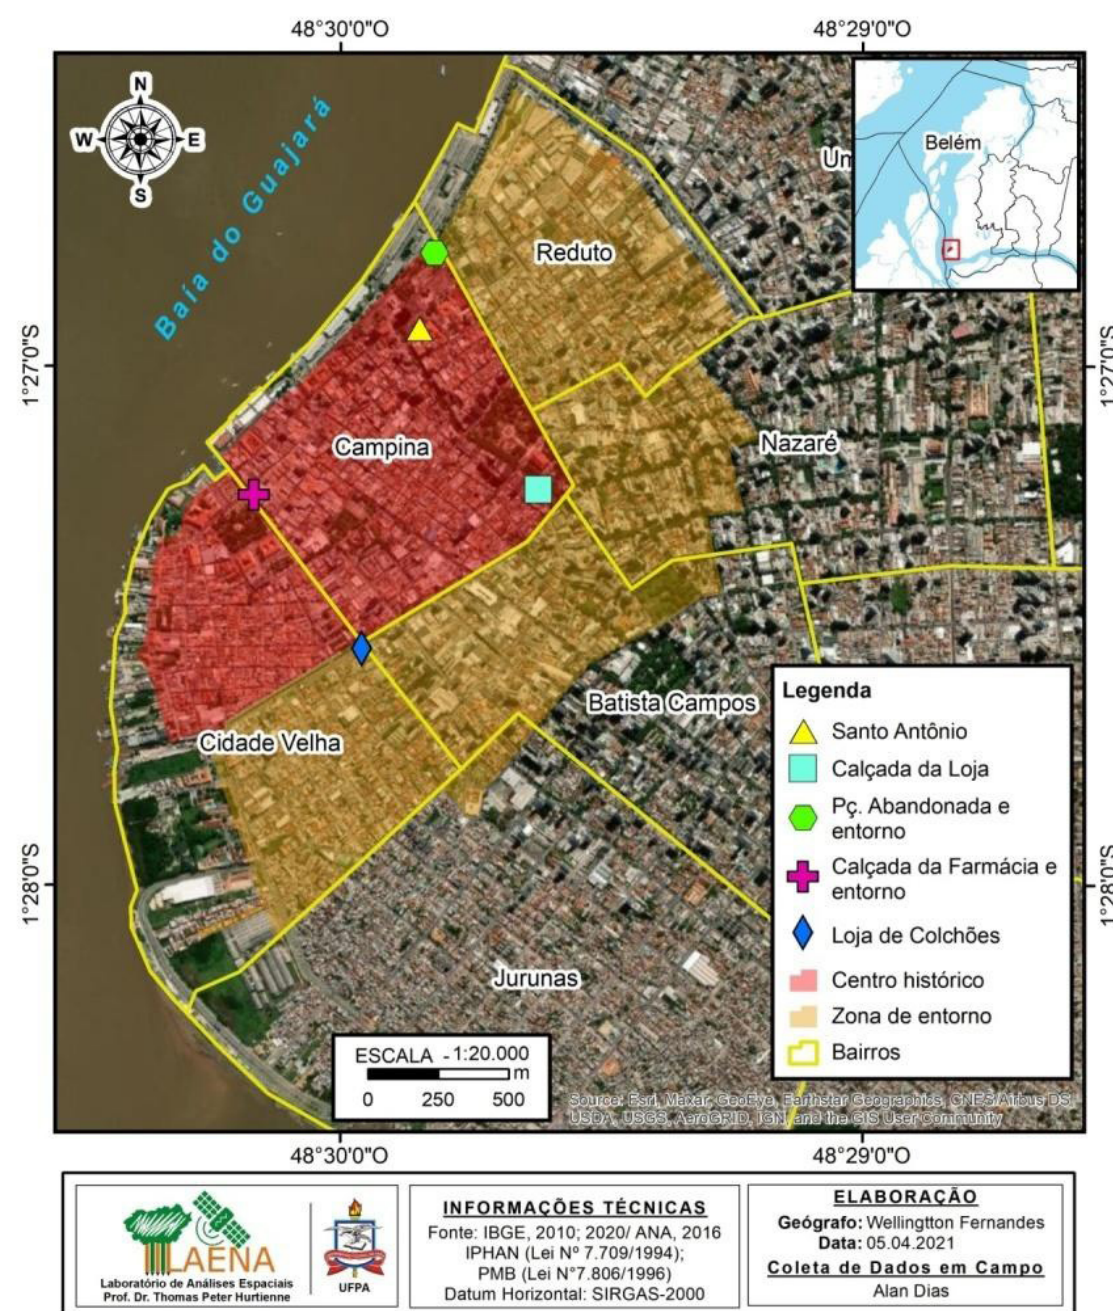 48°30'0"O
48°29'0"O
N
W
E
S
Baía do Guajará
Belém
Um
Reduto
1°27'0"S
1°27'0"S
Campina
Nazaré
Batista Campos
Cidade Velha
Jurunas
1°28'0"S
1°28'0"S
Legenda
Santo Antônio
Calçada da Loja
Pç. Abandonada e
entorno
Calçada da Farmácia e
entorno
Loja de Colchões
Centro histórico
Zona de entorno
Bairros
ESCALA - 1:20.000
m
0 250 500
Source: Esri, Maxar, GeoEye, Earthstar Geographics, CNES/Airbus DS,
USDA, USGS, AeroGRID, IGN, and the GIS User Community
48°30'0"O
48°29'0"O
LAENA
Laboratório de Análises Espaciais
Prof. Dr. Thomas Peter Hurtienne
UFPA
INFORMAÇÕES TÉCNICAS
Fonte: IBGE, 2010; 2020/ ANA, 2016
IPHAN (Lei Nº 7.709/1994);
PMB (Lei N°7.806/1996)
Datum Horizontal: SIRGAS-2000
ELABORAÇÃO
Geógrafo: Wellingtton Fernandes
Data: 05.04.2021
Coleta de Dados em Campo
Alan Dias